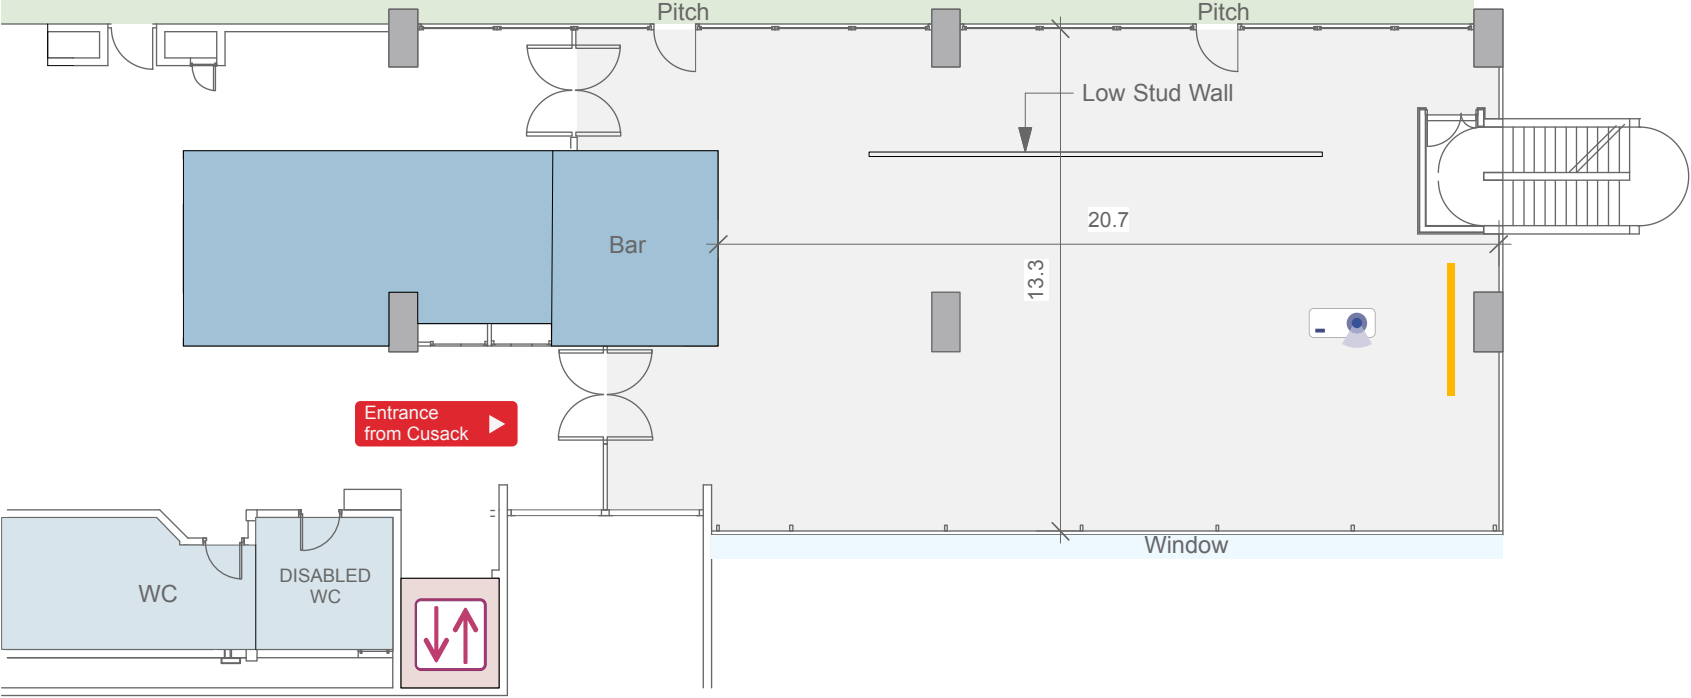 Pitch
Pitch
Low Stud Wall
20.7
Bar
13.3
Entrance
from Cusack
Window
DISABLED
WC
WC